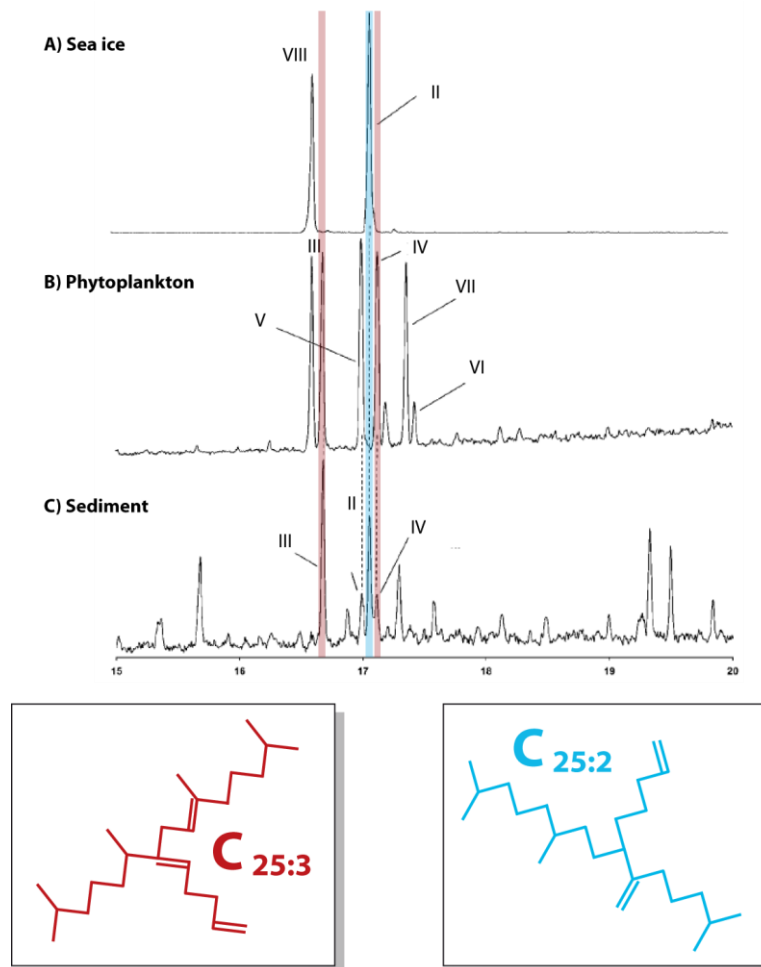 A) Sea ice
VIII
II
III
IV
B) Phytoplankton
VII
V
VI
C) Sediment
II
IV
III
15 16 17 18 19 20
C 25:3
C 25:2